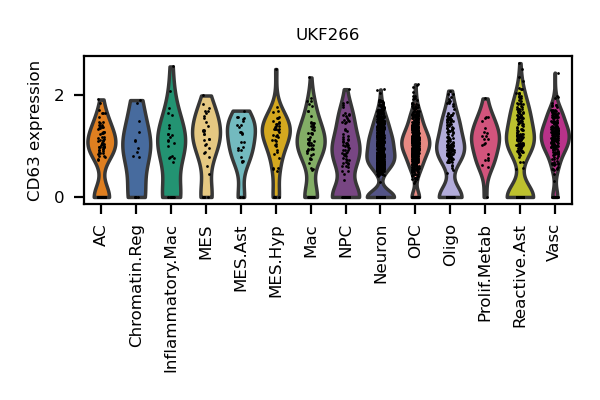 UKF266
CD63 expression
2
0
AC
Chromatin.Reg
Inflammatory.Mac
MES
MES.Ast
MES.Hyp
Mac
NPC
Neuron
OPC
Oligo
Prolif.Metab
Reactive.Ast
Vasc